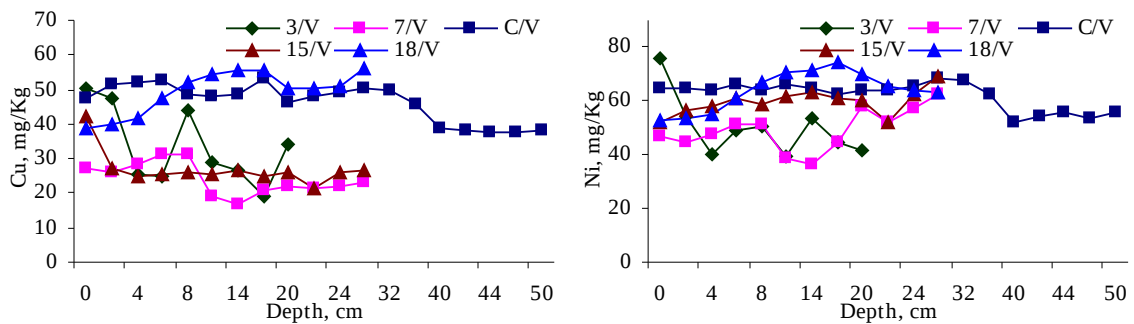 70
60
50
40
30
20
10
0
Cu, mg/Kg
3/V 7/V C/V
15/V 18/V
0 4 8 14 20 28 32 40 44 50
Depth, cm
80
60
40
20
0
Ni, mg/Kg
3/V 7/V C/V
15/V 18/V
0 4 8 14 20 24 32 40 44 50
Depth, cm